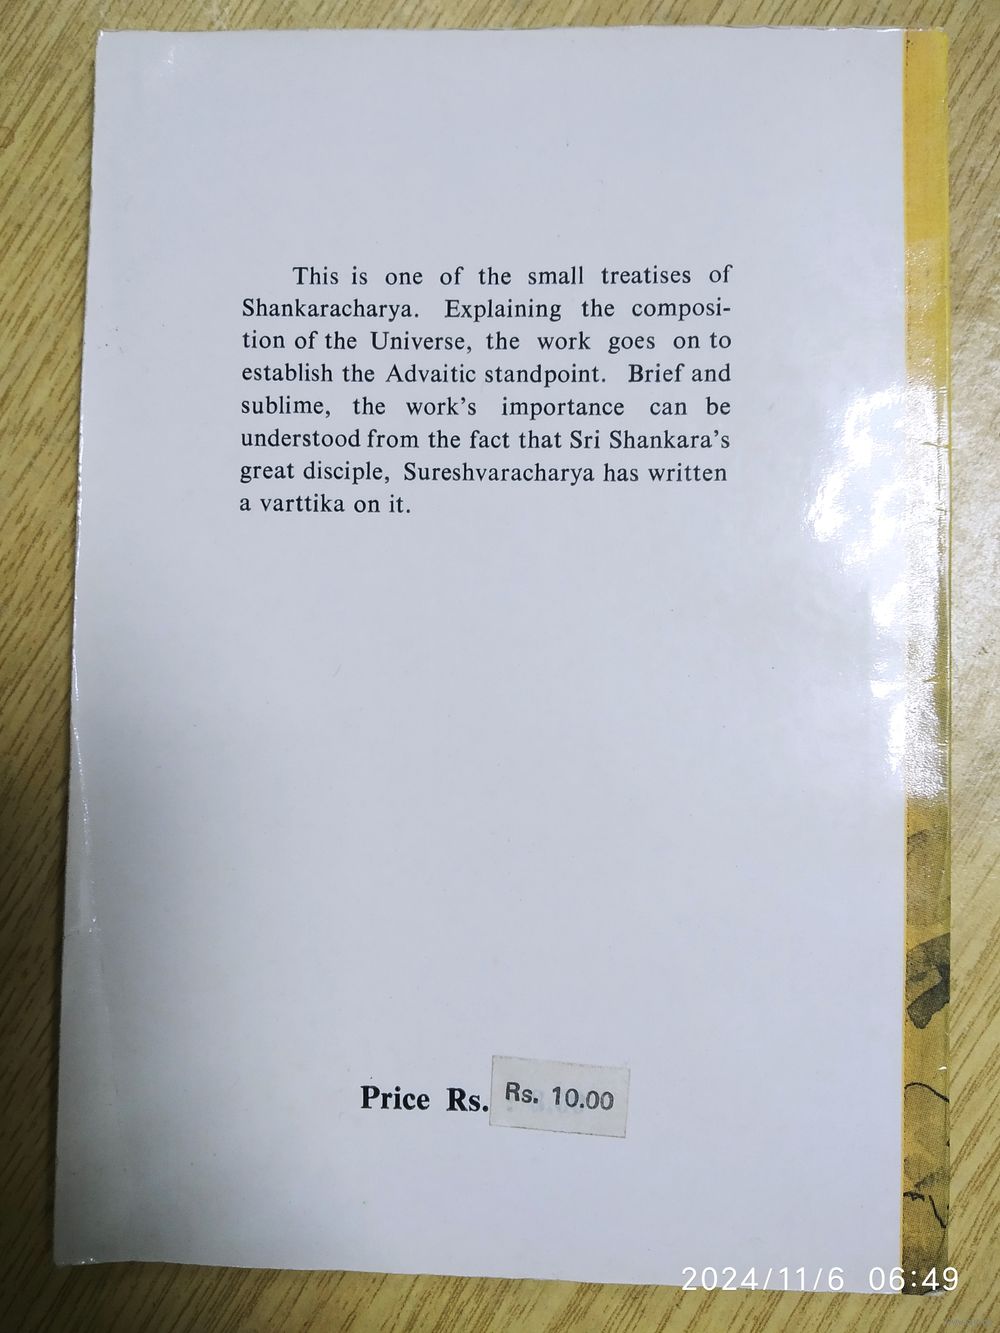 This is one of the small treatises of
Shankaracharya. Explaining the composi-
tion of the Universe, the work goes on to
establish the Advaitic standpoint. Brief and
sublime, the work's importance can be
understood from the fact that Sri Shankara's
great disciple, Sureshvaracharya has written
a varttika on it.
Price Rs. Rs. 10.00
2024/11/6 06:49